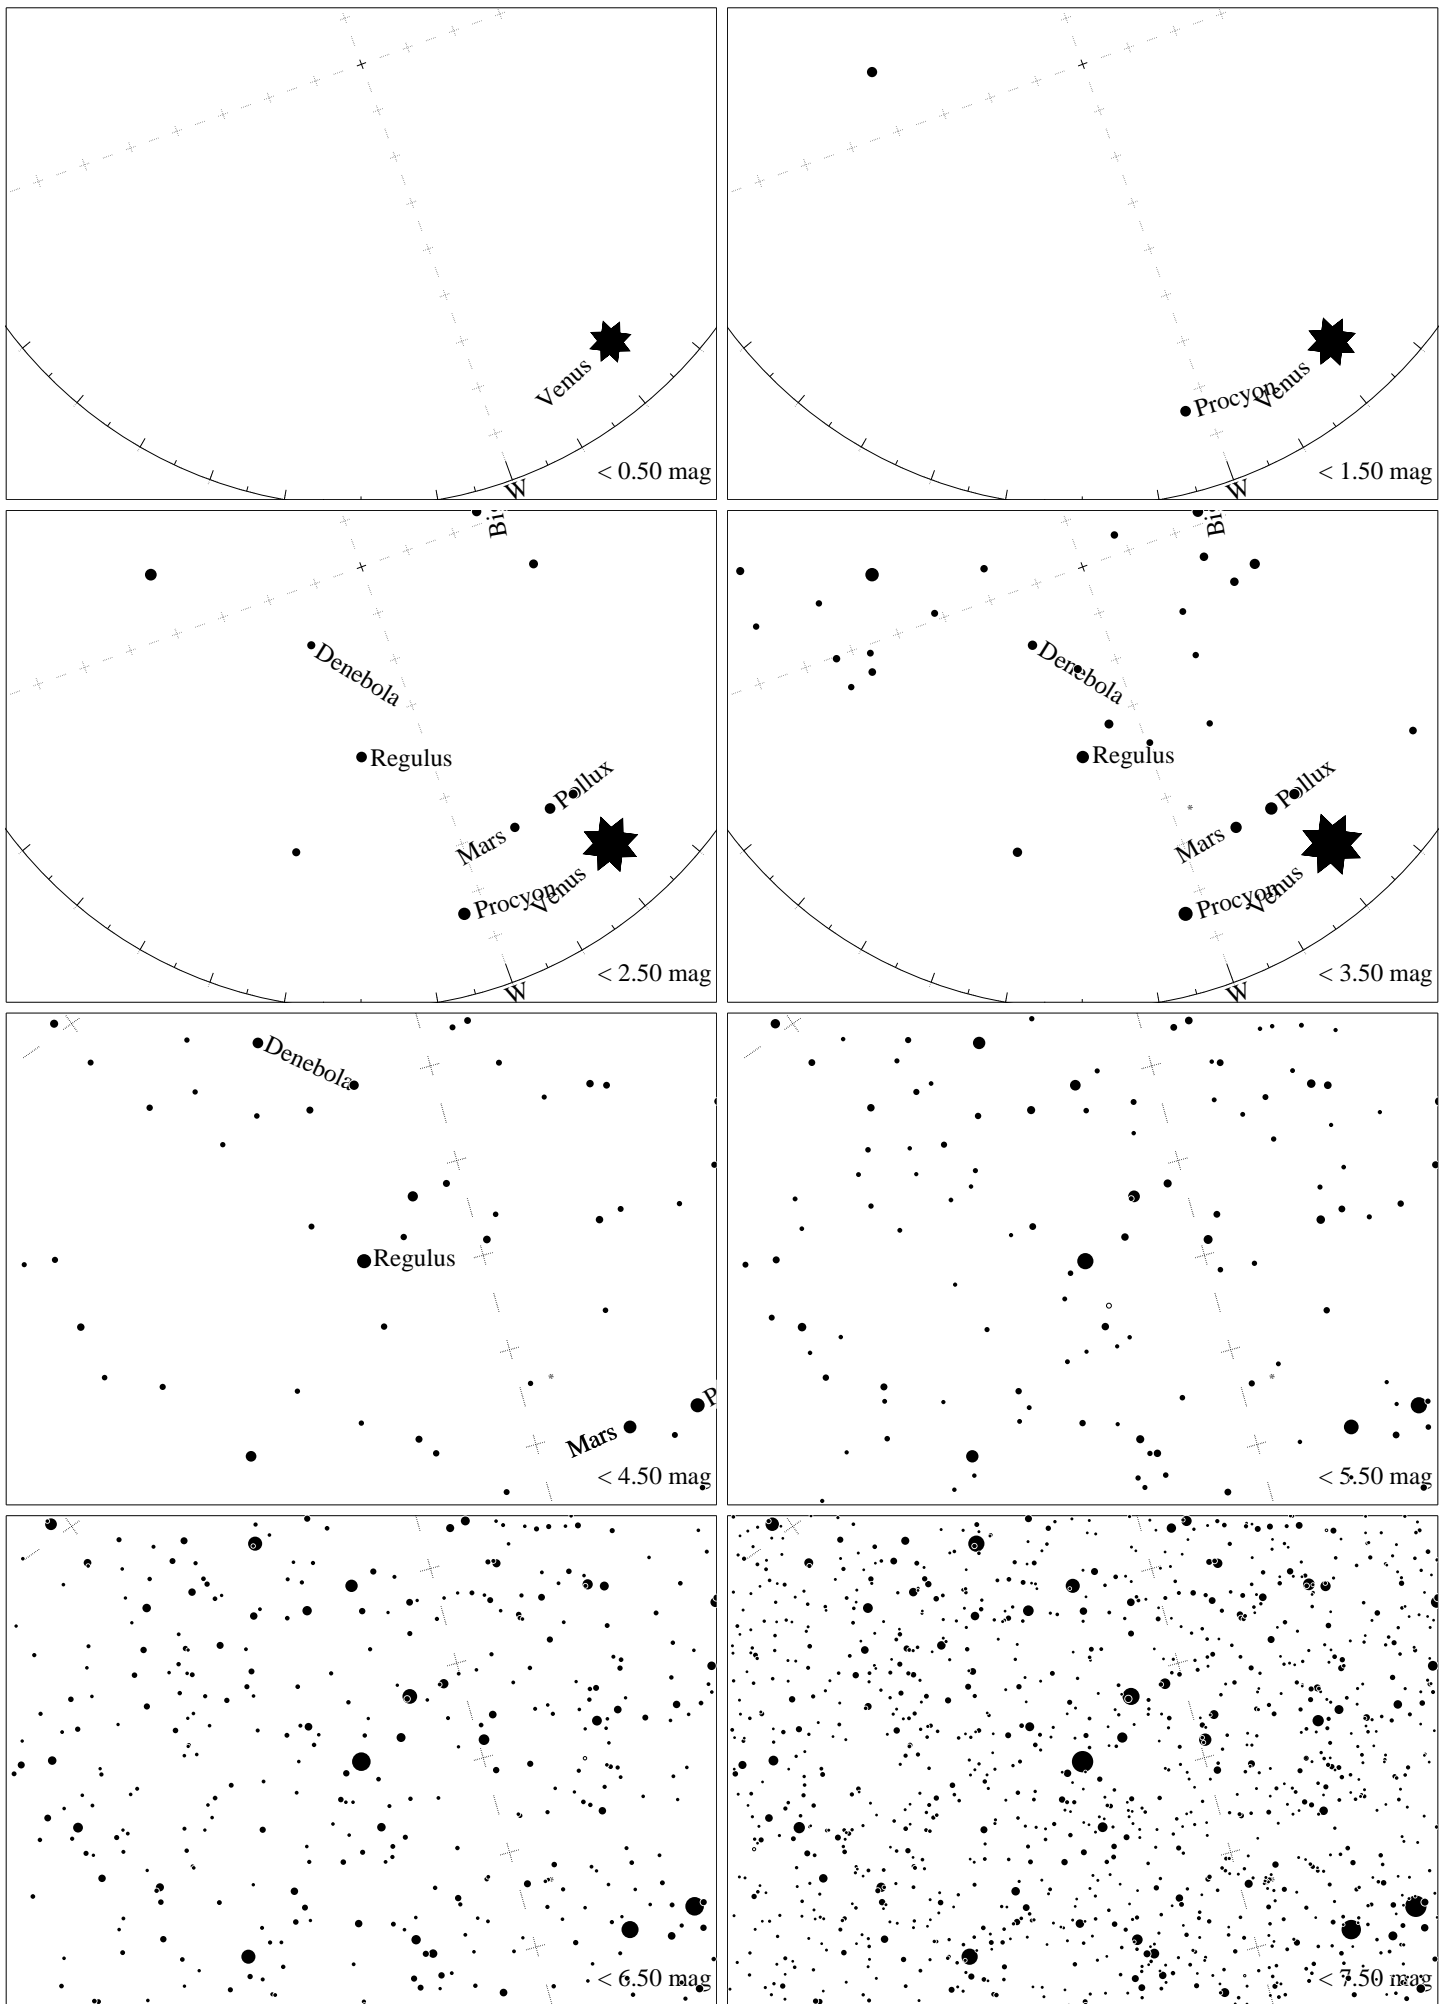 Venus
W
< 0.50 mag
Procyon
Venus
W
< 1.50 mag
Bi
Denebola
Regulus
Pollux
Mars
Procyon
Venus
W
< 2.50 mag
Bi
Denebola
Regulus
Pollux
Mars
Procyon
Venus
W
< 3.50 mag
Denebola
Regulus
P
Mars
< 4.50 mag
< 5.50 mag
< 6.50 mag
< 7.50 mag